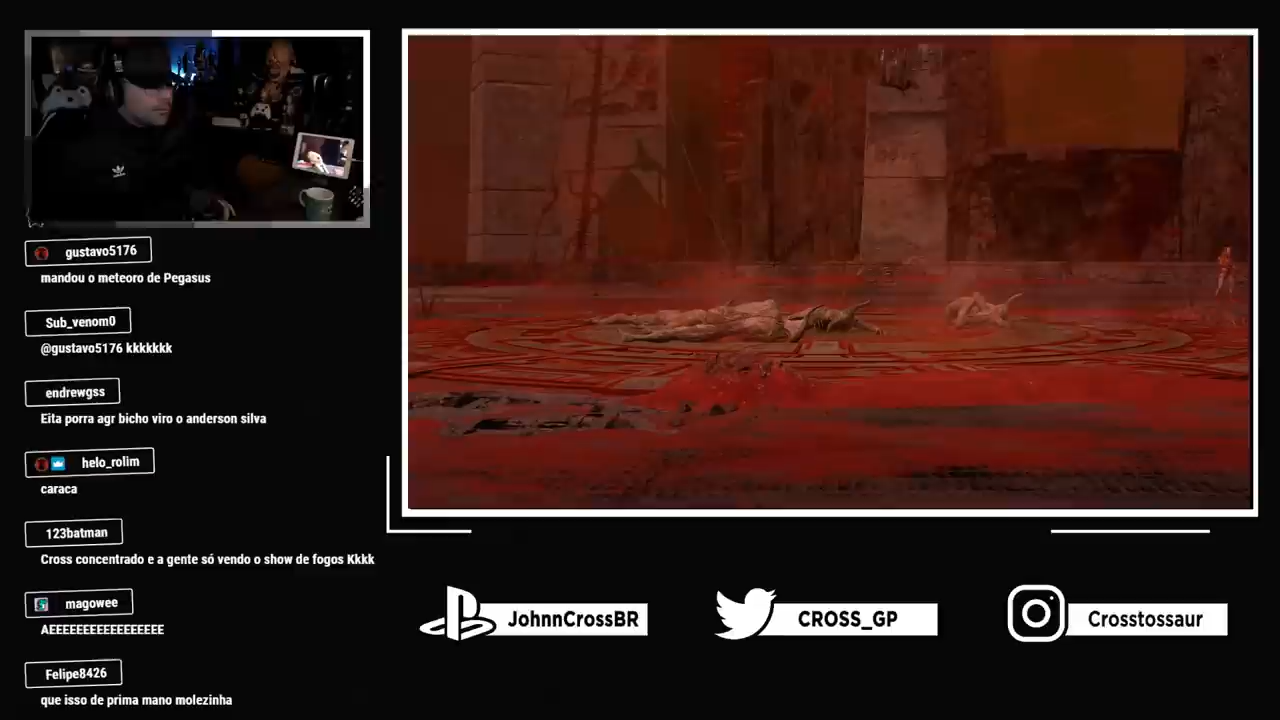 gustavo5176
mandou o meteoro de Pegasus
Sub_venom0
@gustavo5176 kkkkkkk
endrewgss
Eita porra agr bicho viro o anderson silva
helo_rolim
caraca
123batman
Cross concentrado e a gente só vendo o show de fogos Kkkk
magowee
AEEEEEEEEEEEEEEEEE
Felipe8426
que isso de prima mano molezinha
JohnnCrossBR
CROSS_GP
Crosstossaur